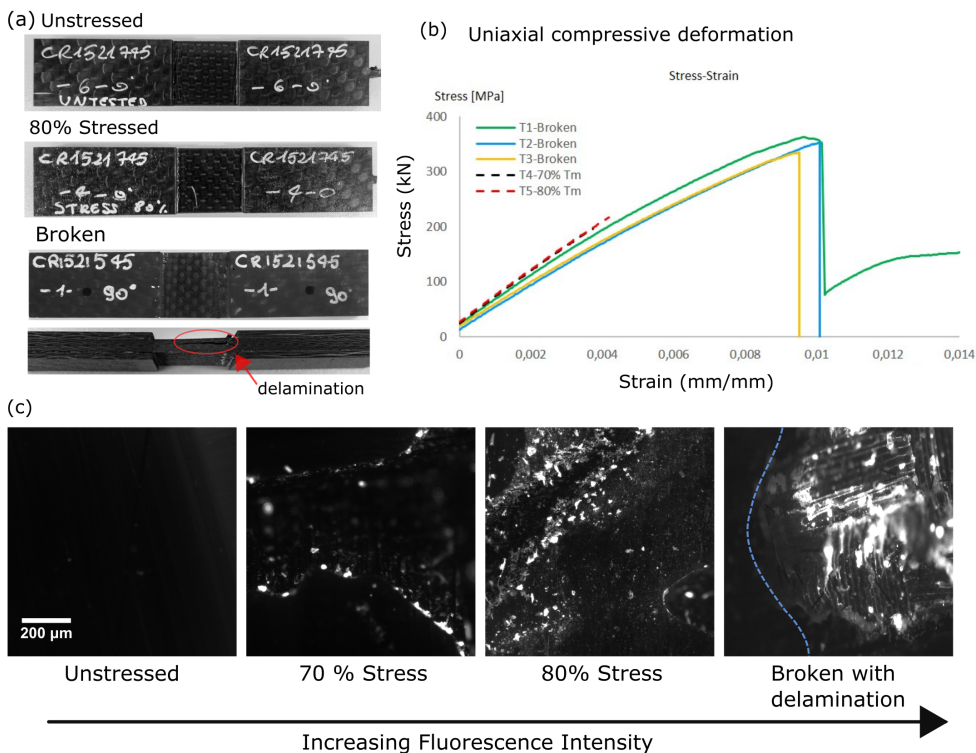 (a) Unstressed
CR1521745
-6-0°
UNTESTED
-6-0°
80% Stressed
CR1521745
-4-0
STRESS 80%
CR1521745
-4-0
Broken
CR1521545
-1- 90°
CR1521545
-1- 90°
delamination
(b) Uniaxial compressive deformation
Stress-Strain
Stress [MPa]
Stress (kN)
400
300
200
100
0
T1-Broken
T2-Broken
T3-Broken
T4-70% Tm
T5-80% Tm
0 0,002 0,004 0,006 0,008 0,01 0,012 0,014
Strain (mm/mm)
(c)
200 µm
Unstressed
70 % Stress
80% Stress
Broken with
delamination
Increasing Fluorescence Intensity